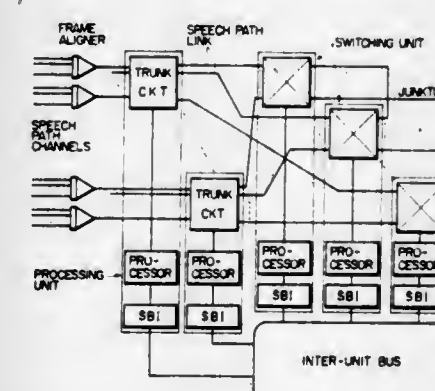 FRAME
ALIGNER
SPEECH PATH
LINK
SWITCHING UNIT
TRUNK
CKT
SPEECH
PATH
CHANNELS
TRUNK
CKT
PROCESSING
UNIT
PRO-
CESSOR
PRO-
CESSOR
PRO-
CESSOR
PRO-
CESSOR
PRO-
SBI
SBI
SBI
SBI
SBI
INTER-UNIT BUS